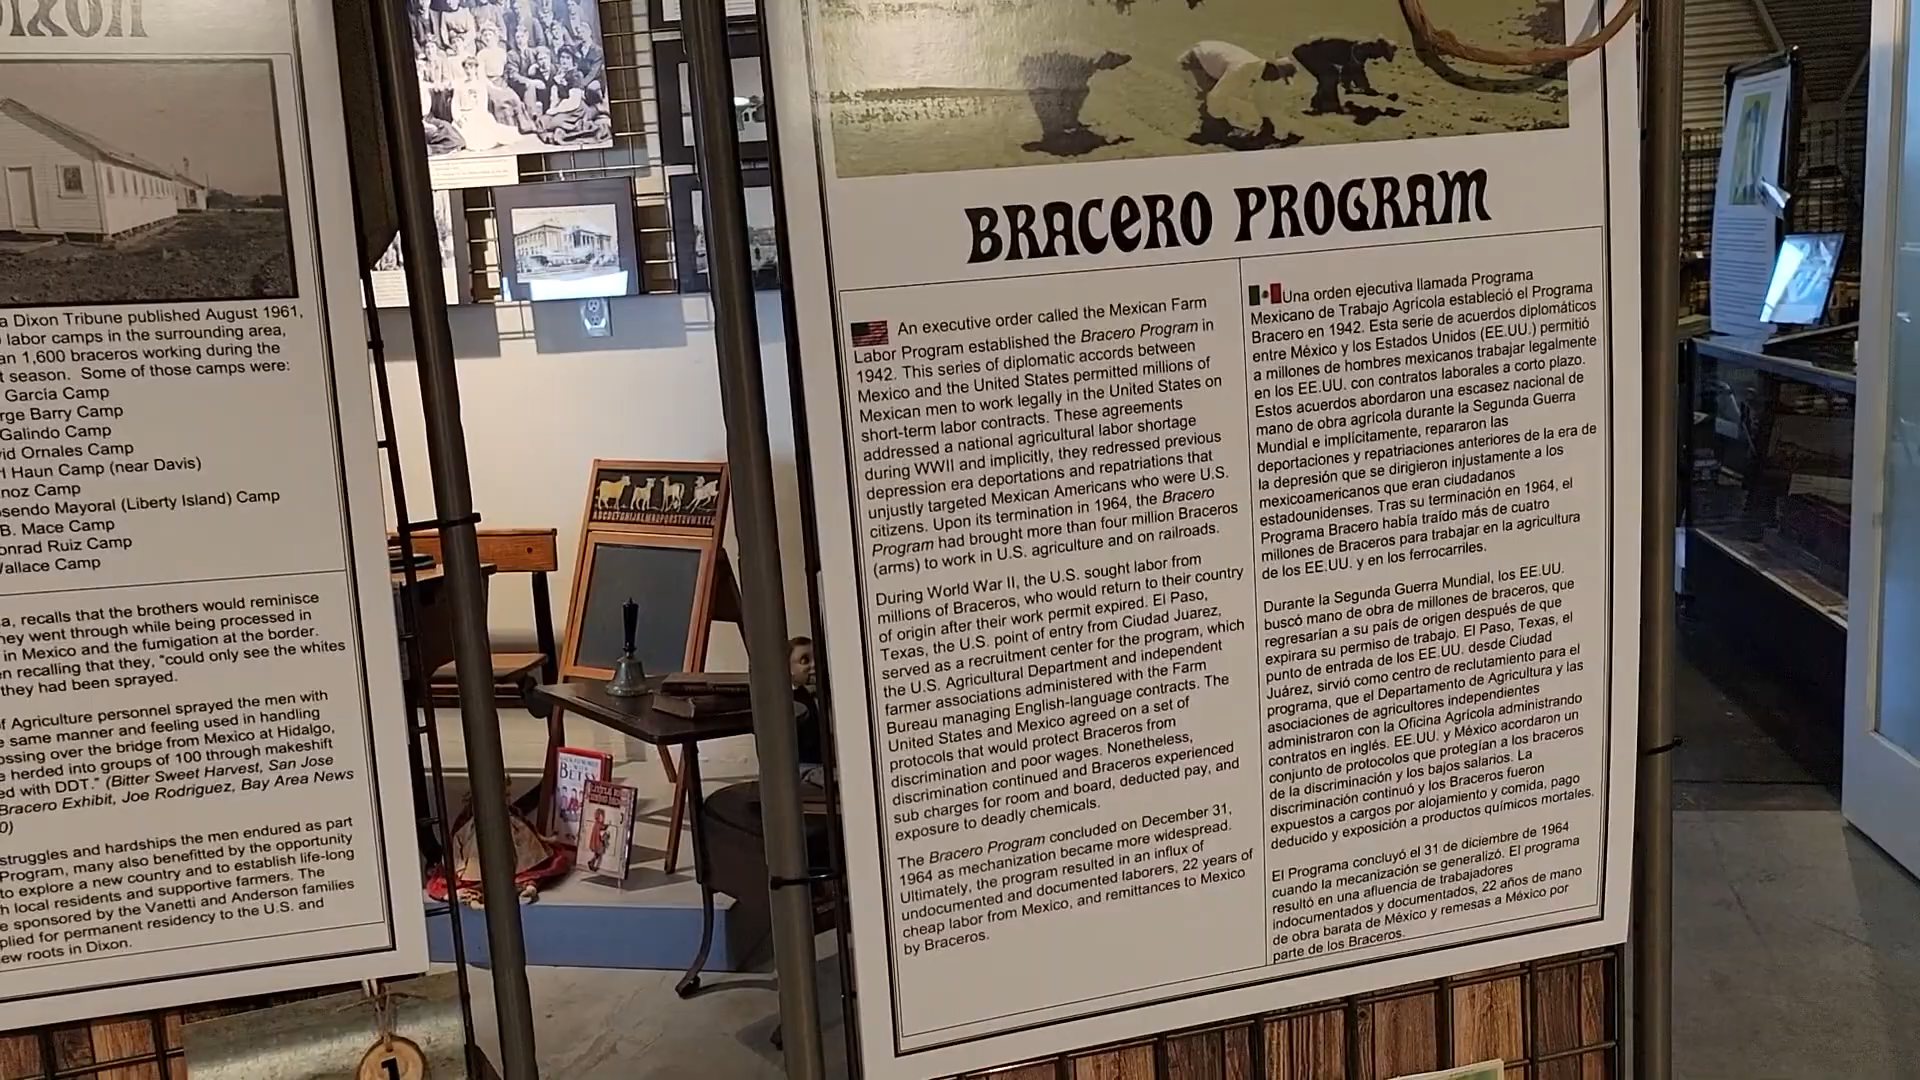 DIXON
a Dixon Tribune published August 1961,
labor camps in the surrounding area,
an 1,600 braceros working during the
t season. Some of those camps were:
Garcia Camp
rge Barry Camp
Galindo Camp
vid Ornales Camp
l Haun Camp (near Davis)
noz Camp
sendo Mayoral (Liberty Island) Camp
B. Mace Camp
onrad Ruiz Camp
Wallace Camp
a, recalls that the brothers would reminisce
hey went through while being processed in
in Mexico and the fumigation at the border.
n recalling that they, "could only see the whites
they had been sprayed.
of Agriculture personnel sprayed the men with
e same manner and feeling used in handling
ossing over the bridge from Mexico at Hidalgo,
e herded into groups of 100 through makeshift
ed with DDT." (Bitter Sweet Harvest, San Jose
Bracero Exhibit, Joe Rodriguez, Bay Area News
0)
struggles and hardships the men endured as part
Program, many also benefitted by the opportunity
to explore a new country and to establish life-long
h local residents and supportive farmers. The
e sponsored by the Vanetti and Anderson families
plied for permanent residency to the U.S. and
ew roots in Dixon.
1
ABCDEFGHIJKLMNOPQRSTUVWXYZ
BETSY
BRACERO PROGRAM
An executive order called the Mexican Farm
Labor Program established the Bracero Program in
1942. This series of diplomatic accords between
Mexico and the United States permitted millions of
Mexican men to work legally in the United States on
short-term labor contracts. These agreements
addressed a national agricultural labor shortage
during WWII and implicitly, they redressed previous
depression era deportations and repatriations that
unjustly targeted Mexican Americans who were U.S.
citizens. Upon its termination in 1964, the Bracero
Program had brought more than four million Braceros
(arms) to work in U.S. agriculture and on railroads.
During World War II, the U.S. sought labor from
millions of Braceros, who would return to their country
of origin after their work permit expired. El Paso,
Texas, the U.S. point of entry from Ciudad Juarez,
served as a recruitment center for the program, which
the U.S. Agricultural Department and independent
farmer associations administered with the Farm
Bureau managing English-language contracts. The
United States and Mexico agreed on a set of
protocols that would protect Braceros from
discrimination and poor wages. Nonetheless,
discrimination continued and Braceros experienced
sub charges for room and board, deducted pay, and
exposure to deadly chemicals.
The Bracero Program concluded on December 31,
1964 as mechanization became more widespread.
Ultimately, the program resulted in an influx of
undocumented and documented laborers, 22 years of
cheap labor from Mexico, and remittances to Mexico
by Braceros.
Una orden ejecutiva llamada Programa
Mexicano de Trabajo Agrícola estableció el Programa
Bracero en 1942. Esta serie de acuerdos diplomáticos
entre México y los Estados Unidos (EE.UU.) permitió
a millones de hombres mexicanos trabajar legalmente
en los EE.UU. con contratos laborales a corto plazo.
Estos acuerdos abordaron una escasez nacional de
mano de obra agrícola durante la Segunda Guerra
Mundial e implícitamente, repararon las
deportaciones y repatriaciones anteriores de la era de
la depresión que se dirigieron injustamente a los
mexicoamericanos que eran ciudadanos
estadounidenses. Tras su terminación en 1964, el
Programa Bracero había traído más de cuatro
millones de Braceros para trabajar en la agricultura
de los EE.UU. y en los ferrocarriles.
Durante la Segunda Guerra Mundial, los EE.UU.
buscó mano de obra de millones de braceros, que
regresarían a su país de origen después de que
expirara su permiso de trabajo. El Paso, Texas, el
punto de entrada de los EE.UU. desde Ciudad
Juárez, sirvió como centro de reclutamiento para el
programa, que el Departamento de Agricultura y las
asociaciones de agricultores independientes
administraron con la Oficina Agrícola administrando
contratos en inglés. EE.UU. y México acordaron un
conjunto de protocolos que protegían a los braceros
de la discriminación y los bajos salarios. La
discriminación continuó y los Braceros fueron
expuestos a cargos por alojamiento y comida, pago
deducido y exposición a productos químicos mortales.
El Programa concluyó el 31 de diciembre de 1964
cuando la mecanización se generalizó. El programa
resultó en una afluencia de trabajadores
indocumentados y documentados, 22 años de mano
de obra barata de México y remesas a México por
parte de los Braceros.